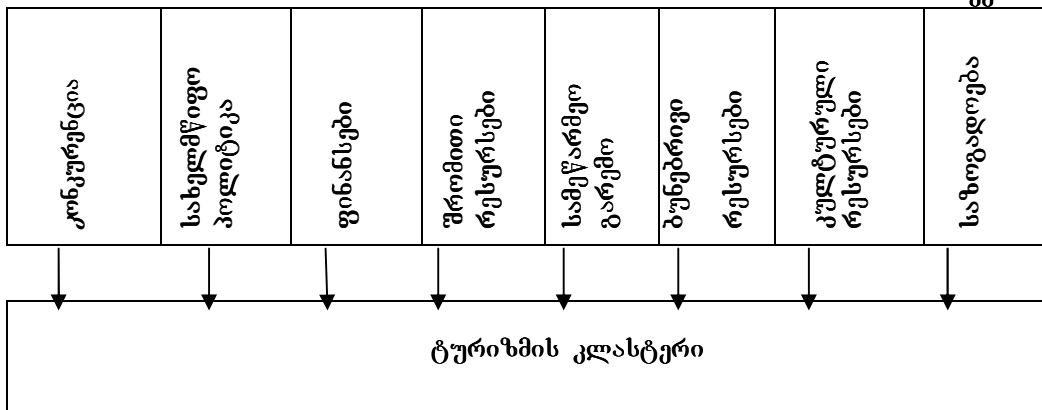 კონკურენცია
სახელმწიფო
პოლიტიკა
ფინანსები
შრომითი
რესურსები
სამეწარმეო
გარემო
ბუნებრივი
რესურსები
კულტურული
რესურსები
საზოგადოება
ტურიზმის კლასტერი